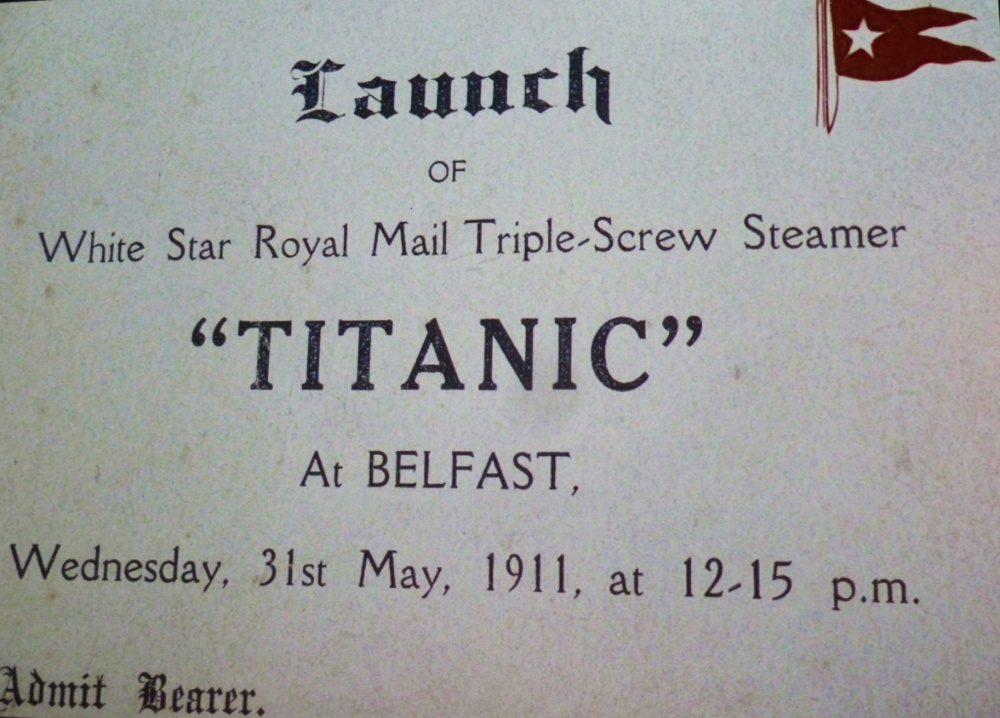 Launch
OF
White Star Royal Mail Triple-Screw Steamer
“TITANIC”
At BELFAST,
Wednesday, 31st May, 1911, at 12-15 p.m.
Admit Bearer.